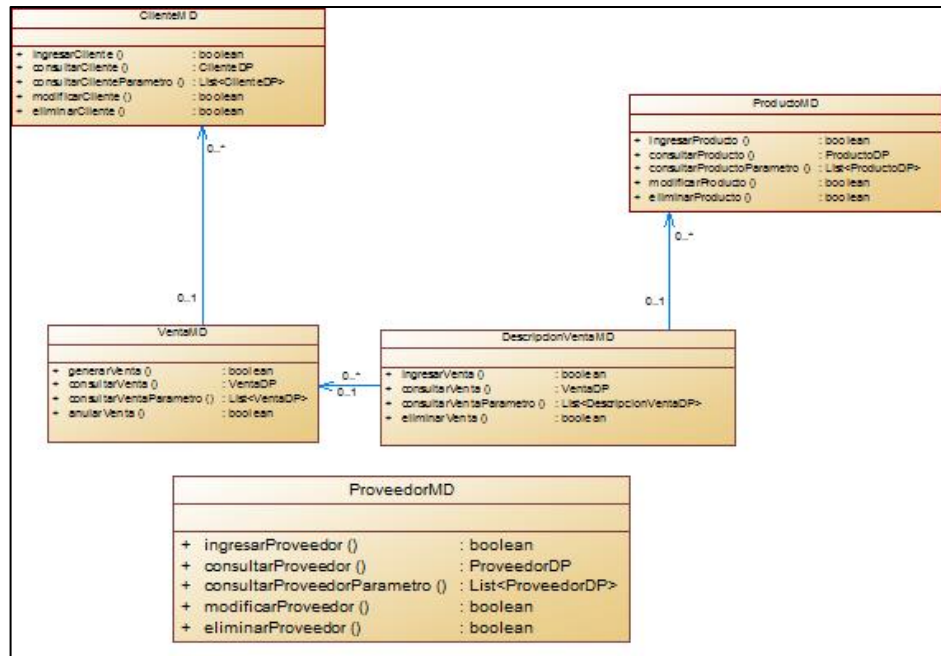 ClienteMD
+ ingresarCliente () : boolean
+ consultarCliente () : ClienteDP
+ consultarClienteParametro () : List<ClienteDP>
+ modificarCliente () : boolean
+ eliminarCliente () : boolean
ProductoMD
+ ingresarProducto () : boolean
+ consultarProducto () : ProductoDP
+ consultarProductoParametro () : List<ProductoDP>
+ modificarProducto () : boolean
+ eliminarProducto () : boolean
0..*
0..*
0..1
0..1
VentaMD
+ generarVenta () : boolean
+ consultarVenta () : VentaDP
+ consultarVentaParametro () : List<VentaDP>
+ anularVenta () : boolean
0..*
0..1
DescripcionVentaMD
+ ingresarVenta () : boolean
+ consultarVenta () : VentaDP
+ consultarVentaParametro () : List<DescripcionVentaDP>
+ eliminarVenta () : boolean
ProveedorMD
+ ingresarProveedor () : boolean
+ consultarProveedor () : ProveedorDP
+ consultarProveedorParametro () : List<ProveedorDP>
+ modificarProveedor () : boolean
+ eliminarProveedor () : boolean